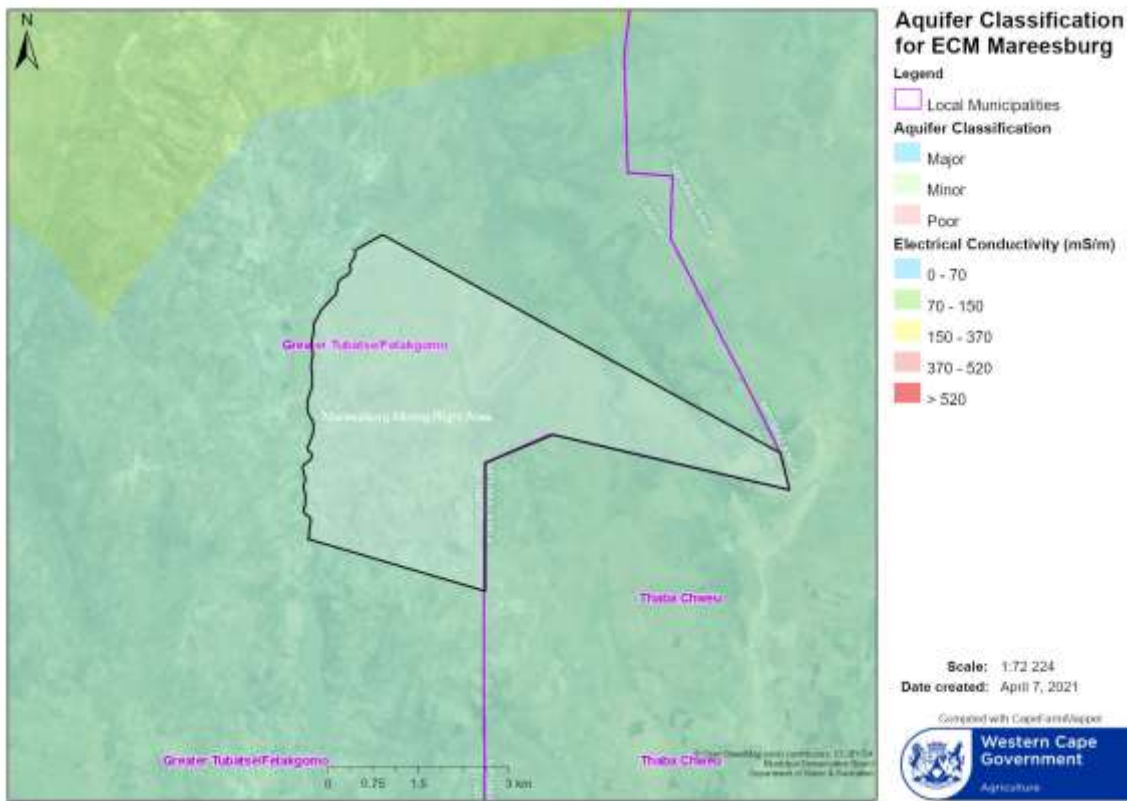 N
Aquifer Classification
for ECM Mareesburg
Legend
Local Municipalities
Aquifer Classification
Major
Minor
Poor
Electrical Conductivity (mS/m)
0 - 70
70 - 150
150 - 370
370 - 520
> 520
Greater Tubatse/Fetakgomo
Mareesburg Mining Right Area
Thaba Chweu
Greater Tubatse/Fetakgomo
Thaba Chweu
0 0.75 1.5 3 km
Scale: 1:72 224
Date created: April 7, 2021
Compiled with CapeFarmMapper
Western Cape
Government
Agriculture